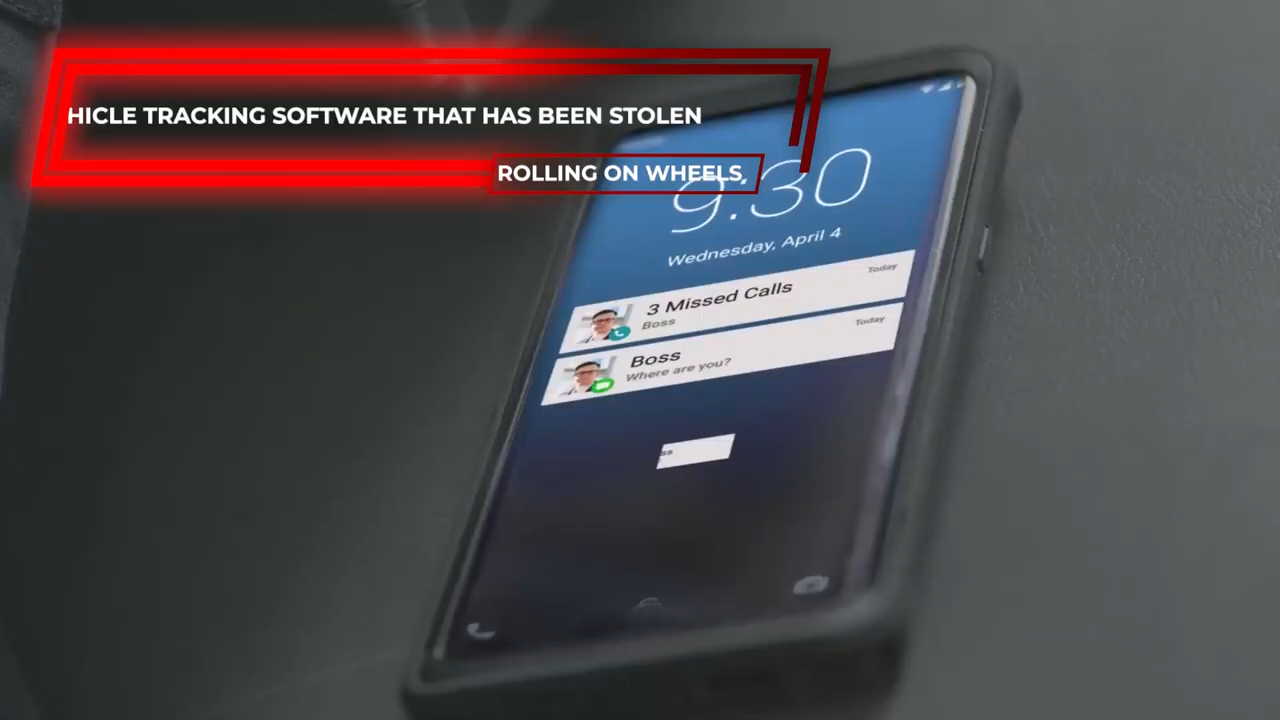 HICLE TRACKING SOFTWARE THAT HAS BEEN STOLEN
ROLLING ON WHEELS,
9:30
Wednesday, April 4
Today
3 Missed Calls
Boss
Today
Boss
Where are you?
ss